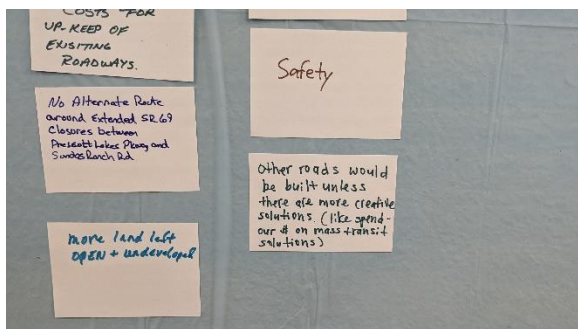 COSTS FOR
UP-KEEP OF
EXISITING
ROADWAYS.
No Alternate Route
around Extended SR69
Closures between
Prescott Lakes Pkwy and
Sundog Ranch Rd
more land left
OPEN + undeveloped
Safety
Other roads would
be built unless
there are more creative
solutions. (like spend-
our $ on mass transit
solutions)